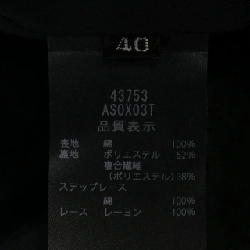 40
43753
ASOX03T
品質表示
表地 綿 100%
裏地 ポリエステル 62%
複合繊維
(ポリエステル)38%
ステップレース
綿 100%
レース レーヨン 100%